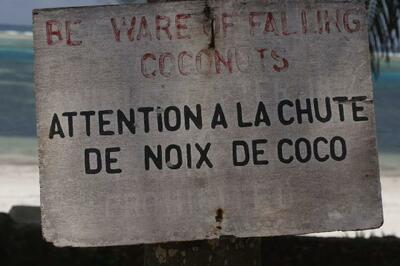 BE WARE OF FALLING
COCONUTS
ATTENTION A LA CHUTE
DE NOIX DE COCO